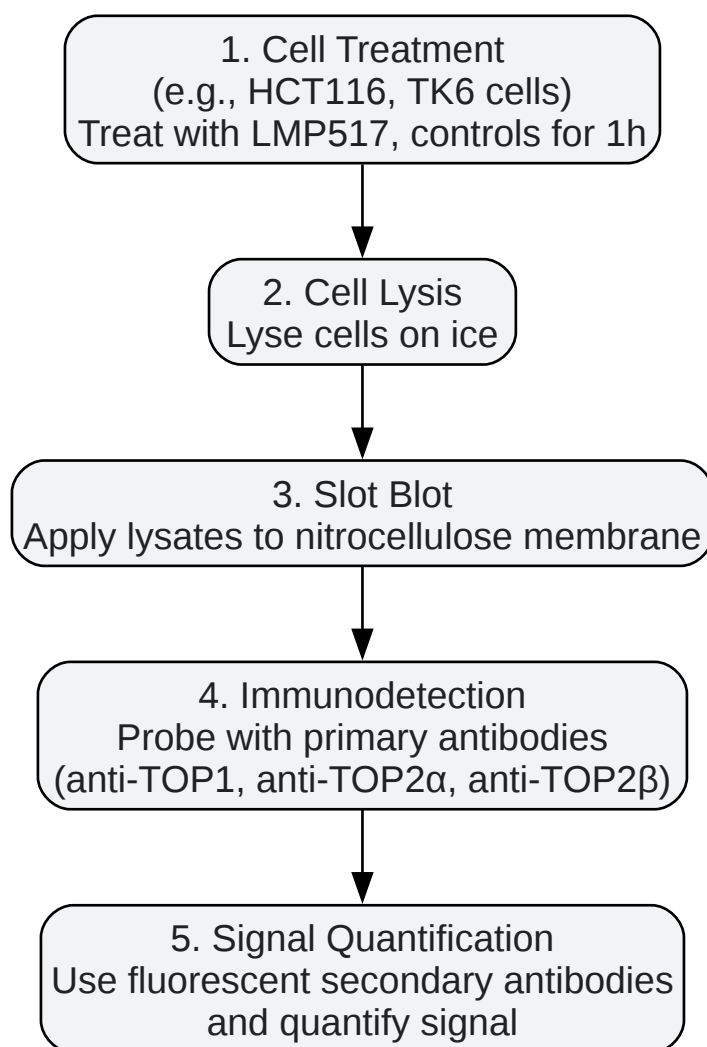 1. Cell Treatment
(e.g., HCT116, TK6 cells)
Treat with LMP517, controls for 1h
2. Cell Lysis
Lyse cells on ice
3. Slot Blot
Apply lysates to nitrocellulose membrane
4. Immunodetection
Probe with primary antibodies
(anti-TOP1, anti-TOP2α, anti-TOP2β)
5. Signal Quantification
Use fluorescent secondary antibodies
and quantify signal